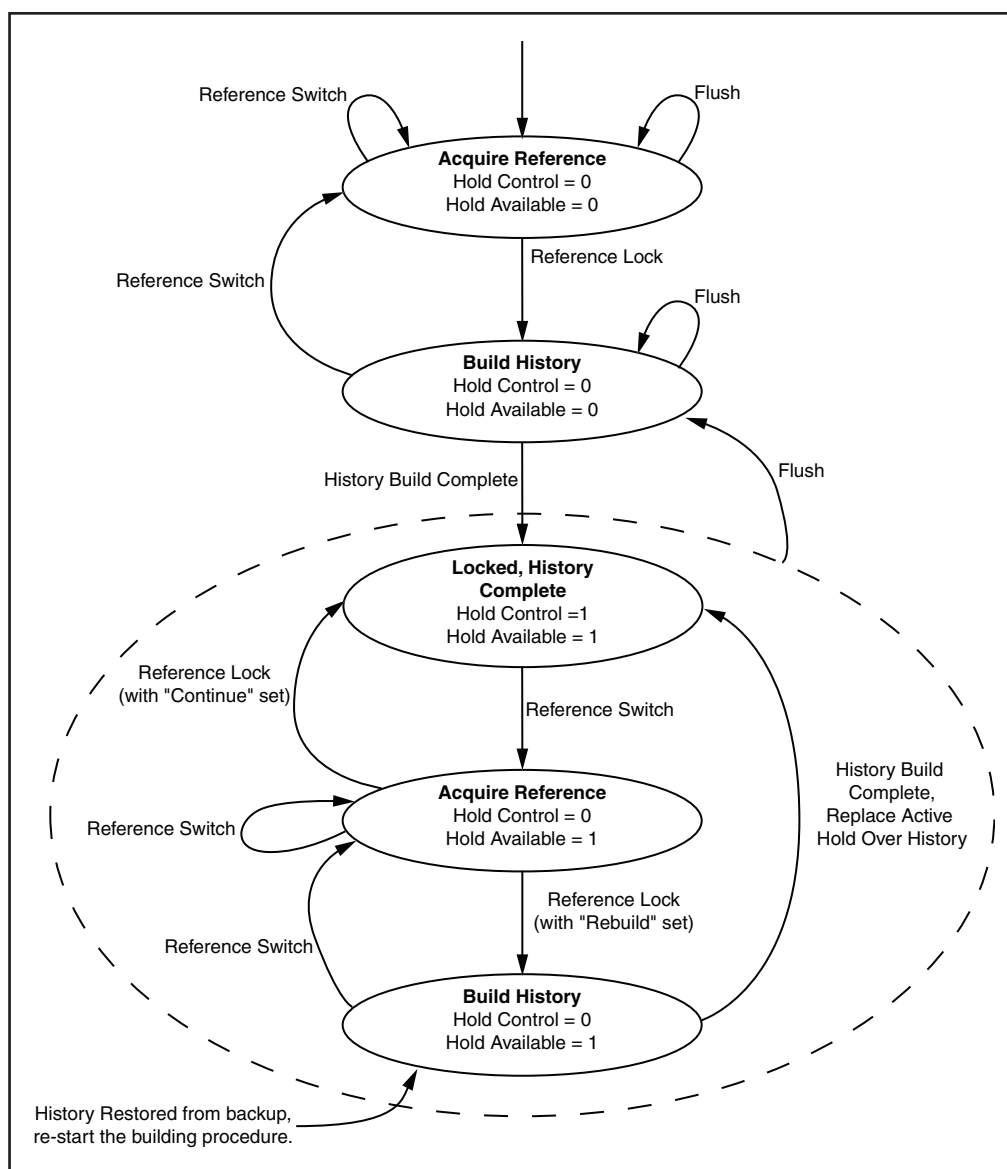 Reference Switch
Flush
Acquire Reference
Hold Control = 0
Hold Available = 0
Reference Switch
Reference Lock
Flush
Build History
Hold Control = 0
Hold Available = 0
History Build Complete
Flush
Locked, History
Complete
Hold Control =1
Hold Available = 1
Reference Lock
(with "Continue" set)
Reference Switch
Acquire Reference
Hold Control = 0
Hold Available = 1
Reference Switch
History Build
Complete,
Replace Active
Hold Over History
Reference Lock
(with "Rebuild" set)
Reference Switch
Build History
Hold Control = 0
Hold Available = 1
History Restored from backup,
re-start the building procedure.